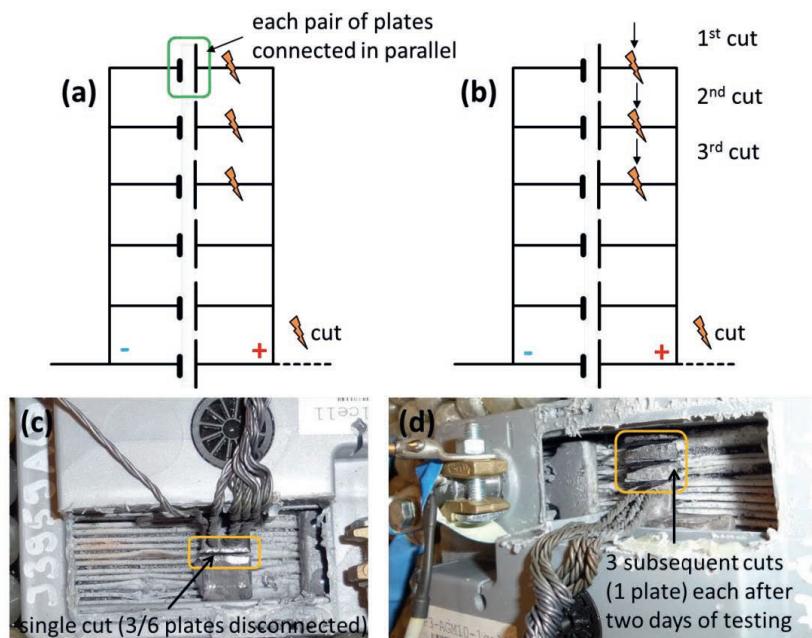 each pair of plates
connected in parallel
(a)
- +
cut
(b)
1st cut
2nd cut
3rd cut
- +
cut
(c)
single cut (3/6 plates disconnected)
(d)
3 subsequent cuts
(1 plate) each after
two days of testing